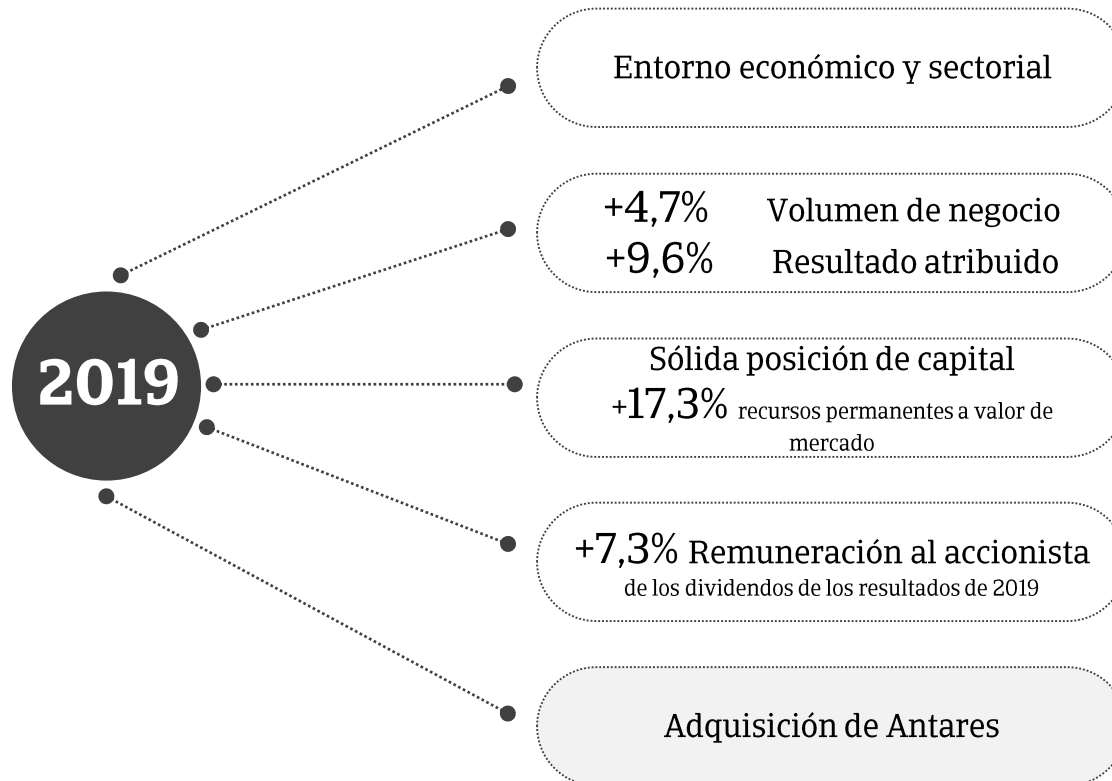 2019
Entorno económico y sectorial
+4,7% Volumen de negocio
+9,6% Resultado atribuido
Sólida posición de capital
+17,3% recursos permanentes a valor de
mercado
+7,3% Remuneración al accionista
de los dividendos de los resultados de 2019
Adquisición de Antares